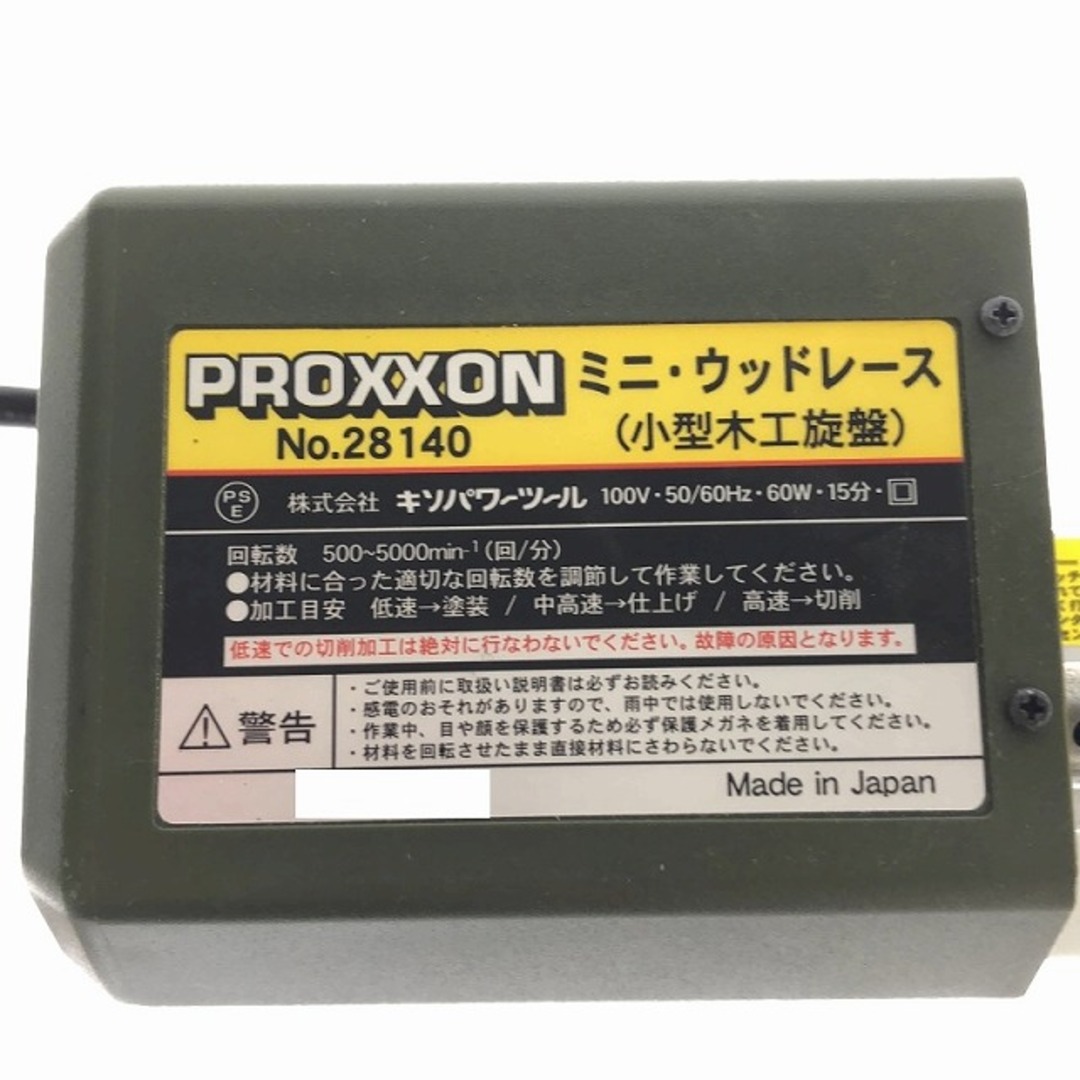 PROXXON ミニ・ウッドレース
No.28140 (小型木工旋盤)
PSE 株式会社 キソパワーツール 100V・50/60Hz・60W・15分・回
回転数 500~5000min-1(回/分)
●材料に合った適切な回転数を調節して作業してください。
●加工目安 低速→塗装 / 中高速→仕上げ / 高速→切削
低速での切削加工は絶対に行なわないでください。故障の原因となります。
警告
・ご使用前に取扱い説明書は必ずお読みください。
・感電のおそれがありますので、雨中では使用しないでください。
・作業中、目や顔を保護するため必ず保護メガネを着用してください。
・材料を回転させたまま直接材料にさわらないでください。
Made in Japan